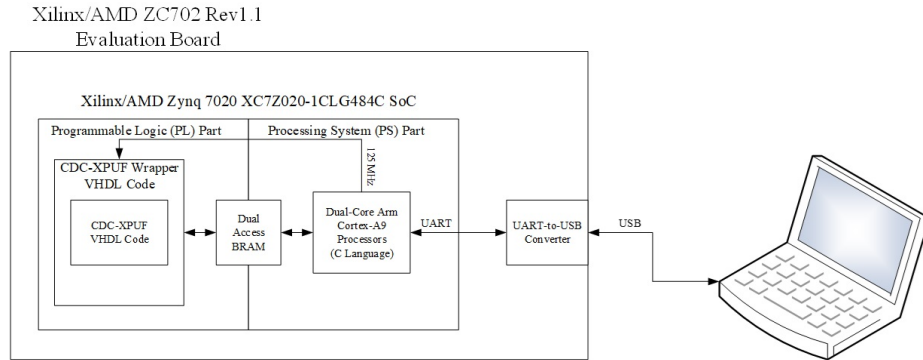 Xilinx/AMD ZC702 Rev1.1
Evaluation Board
Xilinx/AMD Zynq 7020 XC7Z020-1CLG484C SoC
Programmable Logic (PL) Part
Processing System (PS) Part
CDC-XPUF Wrapper
VHDL Code
125 MHz
CDC-XPUF
VHDL Code
Dual
Access
BRAM
Dual-Core Arm
Cortex-A9
Processors
(C Language)
UART
UART-to-USB
Converter
USB